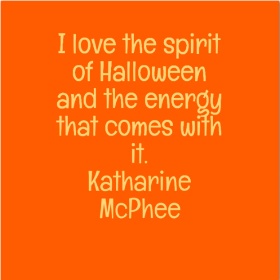 I love the spirit
of Halloween
and the energy
that comes with
it.
Katharine
McPhee